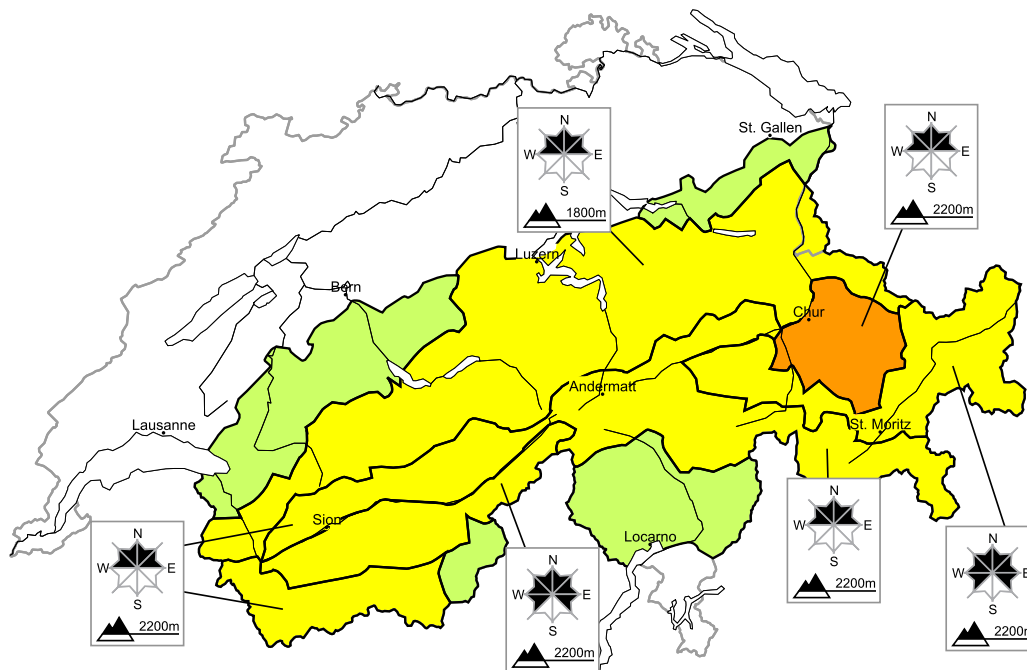 N
W E
S
1800m
St. Gallen
N
W E
S
2200m
Luzern
Bern
Chur
Andermatt
Lausanne
St. Moritz
Sion
Locarno
N
W E
S
2200m
N
W E
S
2200m
N
W E
S
2200m
N
W E
S
2200m